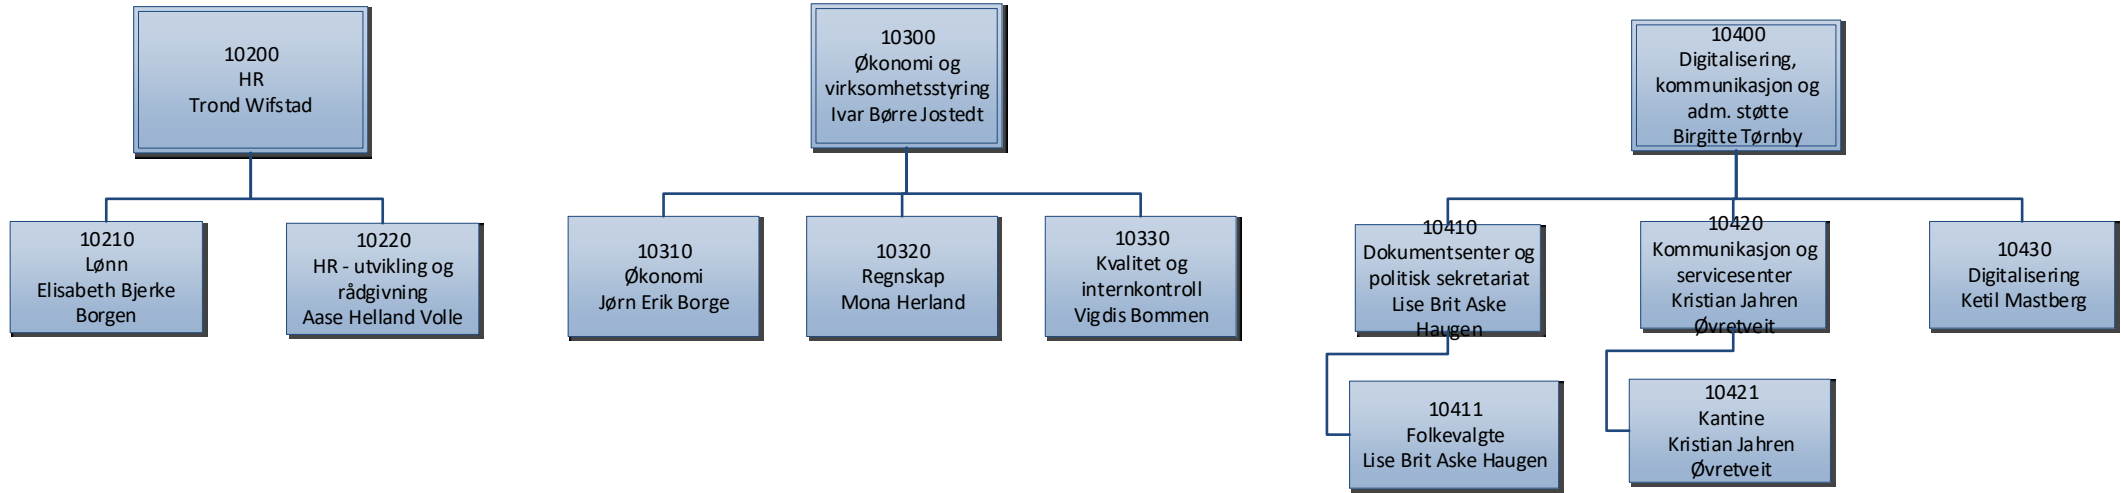 10200
HR
Trond Wifstad
10210
Lønn
Elisabeth Bjerke
Borgen
10220
HR - utvikling og
rådgivning
Aase Helland Volle
10300
Økonomi og
virksomhetsstyring
Ivar Børre Jostedt
10310
Økonomi
Jørn Erik Borge
10320
Regnskap
Mona Herland
10330
Kvalitet og
internkontroll
Vigdis Bommen
10400
Digitalisering,
kommunikasjon og
adm. støtte
Birgitte Tørnby
10410
Dokumentsenter og
politisk sekretariat
Lise Brit Aske
Haugen
10411
Folkevalgte
Lise Brit Aske Haugen
10420
Kommunikasjon og
servicesenter
Kristian Jahren
Øvretveit
10421
Kantine
Kristian Jahren
Øvretveit
10430
Digitalisering
Ketil Mastberg